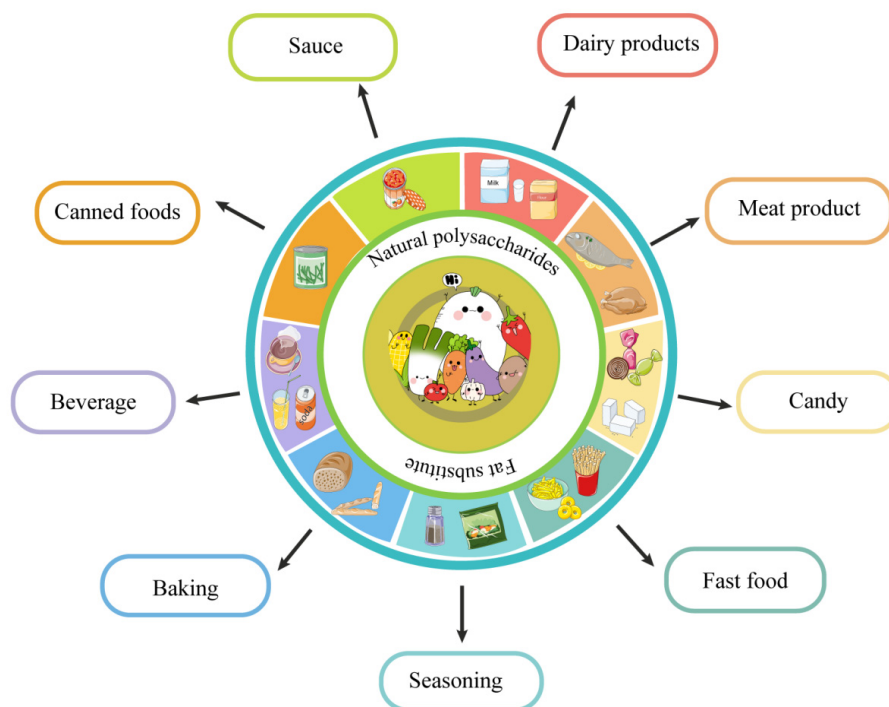 Sauce
Dairy products
Canned foods
Meat product
Milk
Natural polysaccharides
Hi
Beverage
Candy
SODA
Fat substitute
Baking
Fast food
Seasoning